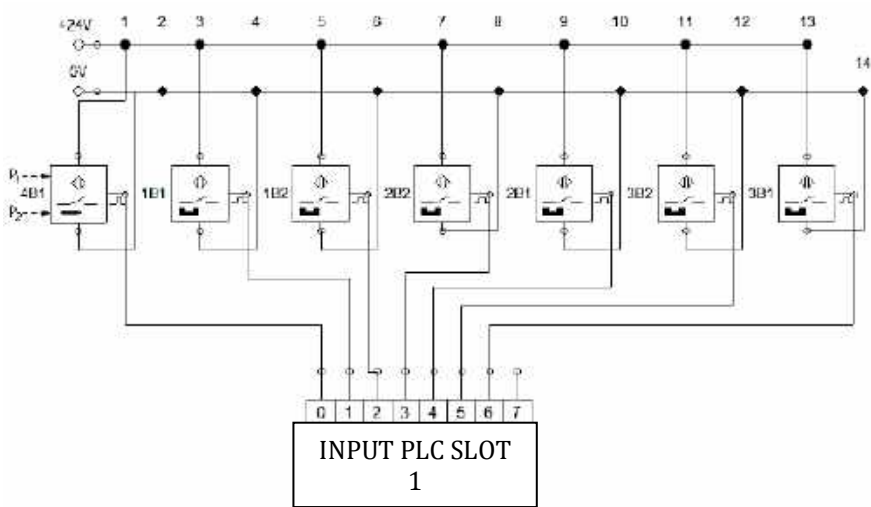 1 2 3 4 5 6 7 8 9 10 11 12 13
+24V
0V
14
P1
4B1 1B1 1B2 2B2 2B1 3B2 3B1
P2
0 1 2 3 4 5 6 7
INPUT PLC SLOT
1